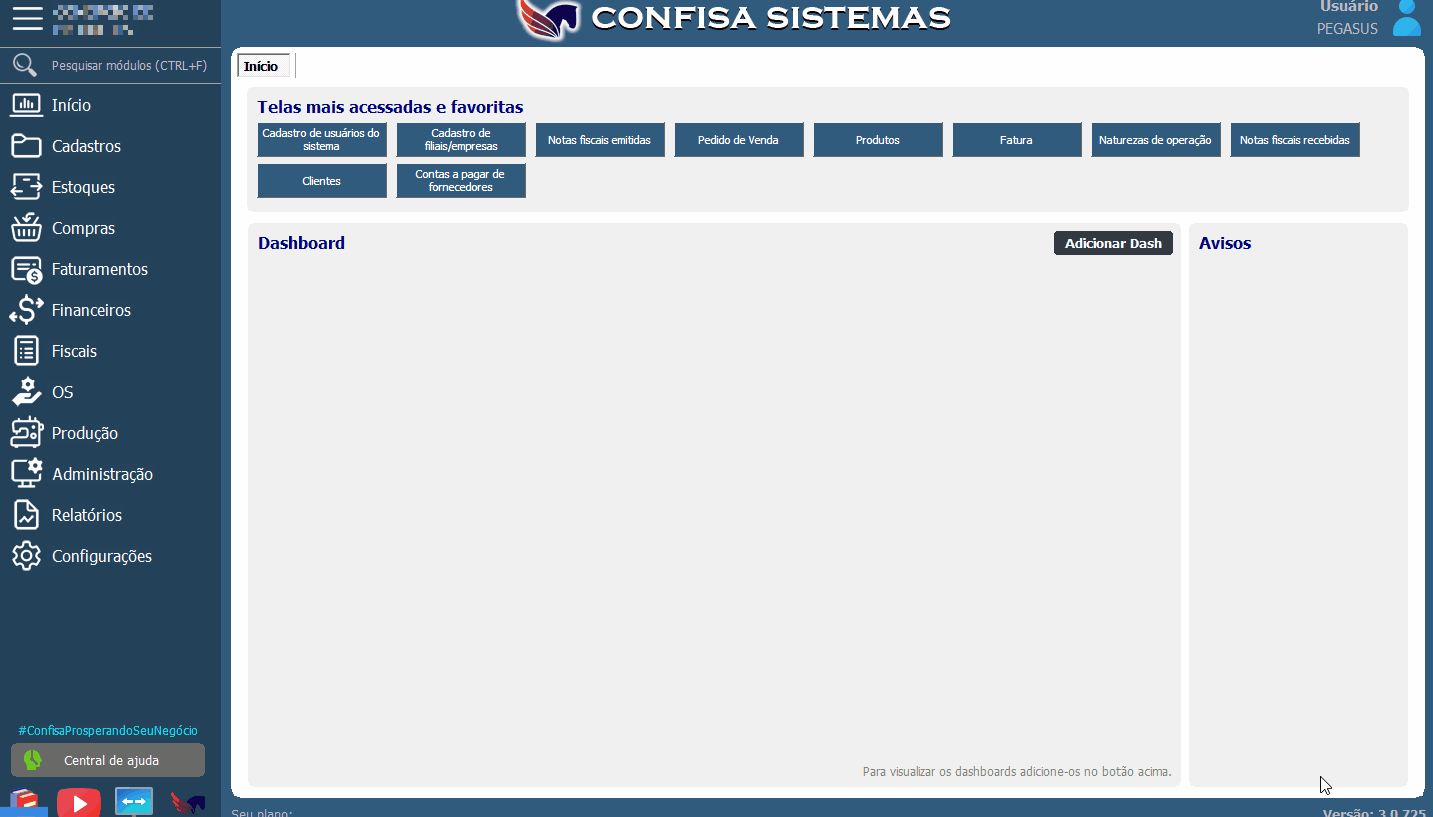 CONFISA SISTEMAS
Usuário
PEGASUS
Pesquisar módulos (CTRL+F)
Início
Cadastros
Estoques
Compras
Faturamentos
Financeiros
Fiscais
OS
Produção
Administração
Relatórios
Configurações
#ConfisaProsperandoSeuNegócio
Central de ajuda
Início
Telas mais acessadas e favoritas
Cadastro de usuários do
sistema
Cadastro de
filiais/empresas
Notas fiscais emitidas
Pedido de Venda
Produtos
Fatura
Naturezas de operação
Notas fiscais recebidas
Clientes
Contas a pagar de
fornecedores
Dashboard
Adicionar Dash
Avisos
Para visualizar os dashboards adicione-os no botão acima.
Seu plano:
Versão: 3.0.725